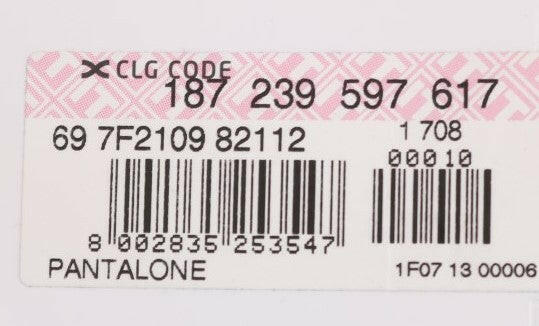 CLG CODE
187 239 597 617
69 7F2109 82112
1 708
00010
8 002835 253547
PANTALONE
1F07 13 00006